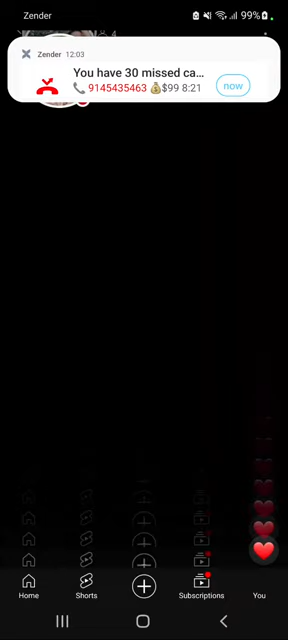 Zender
99%
4
Zender 12:03
You have 30 missed ca...
📞 9145435463 💰$99 8:21
now
Home
Shorts
Subscriptions
You